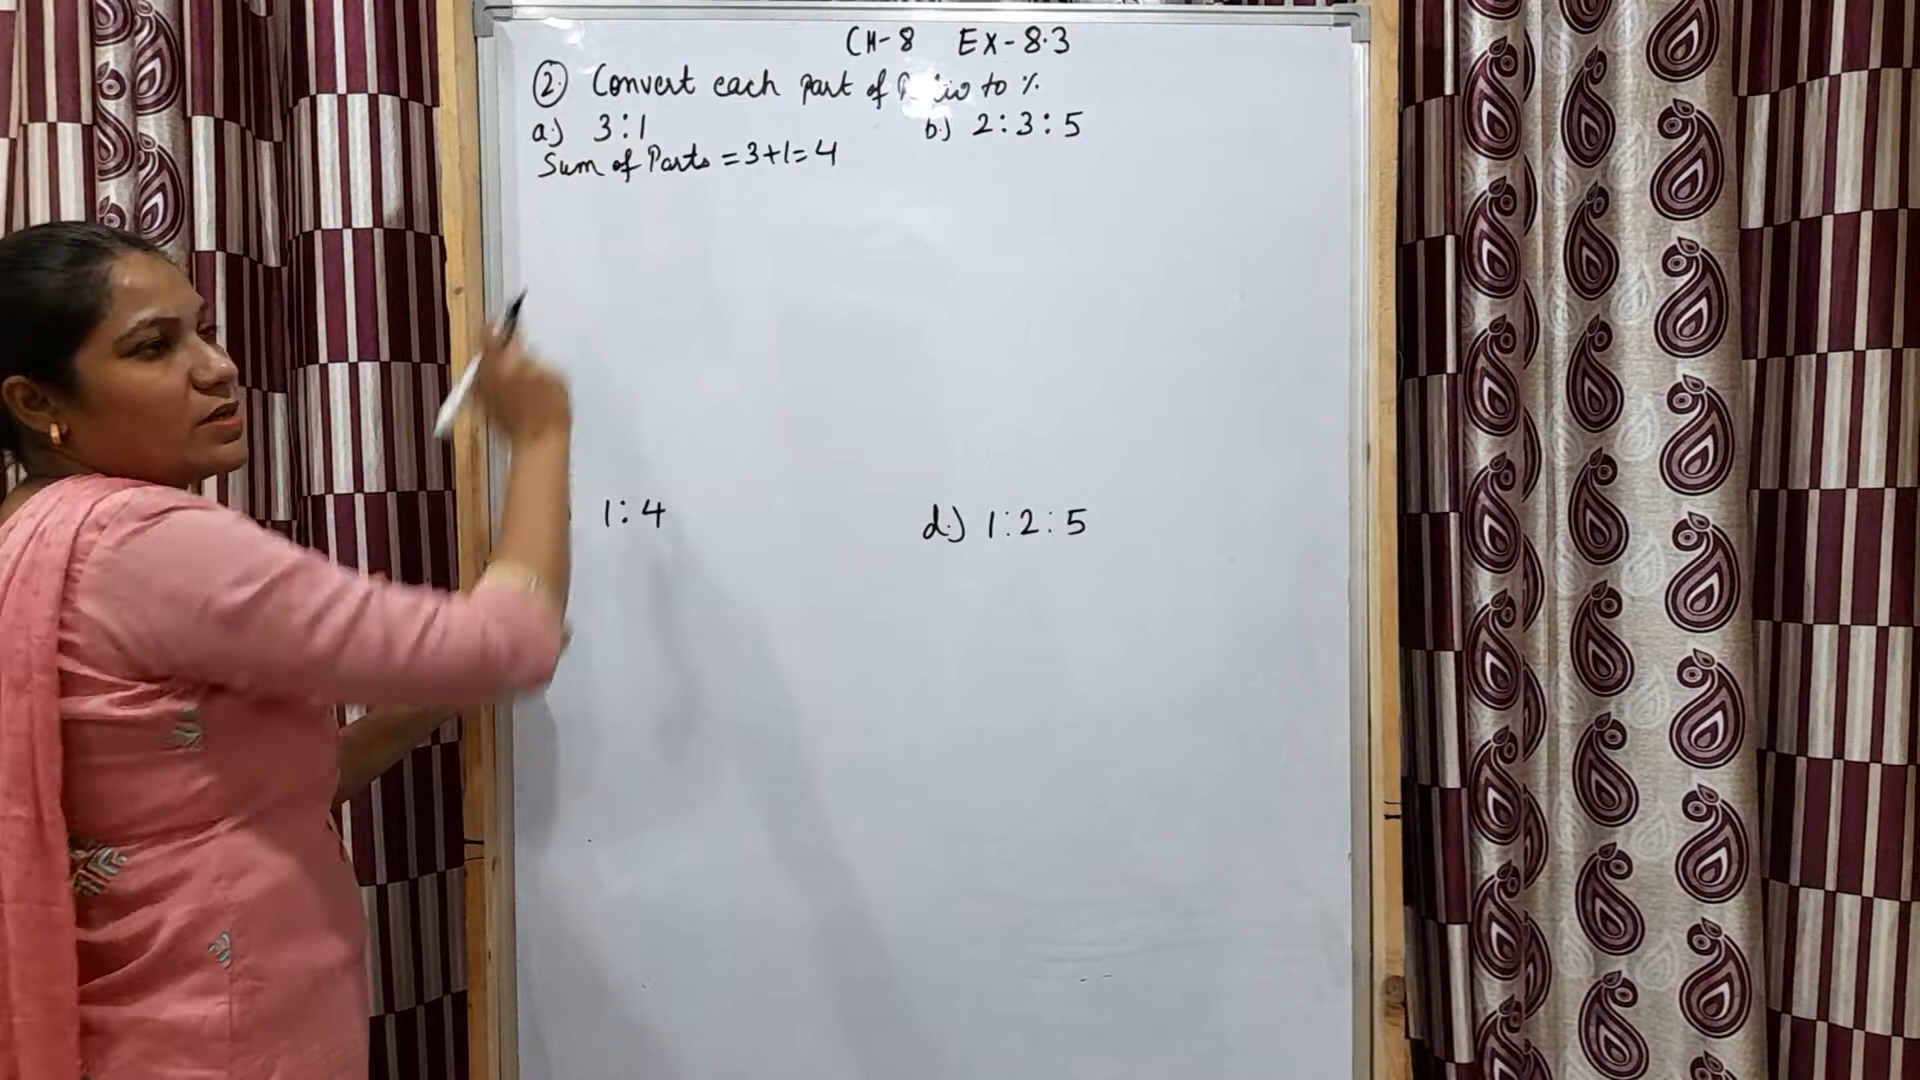 CH-8 EX-8.3
2. Convert each part of to %
a.) 3:1
b.) 2:3:5
Sum of Parts = 3+1=4
1:4
d.) 1:2:5